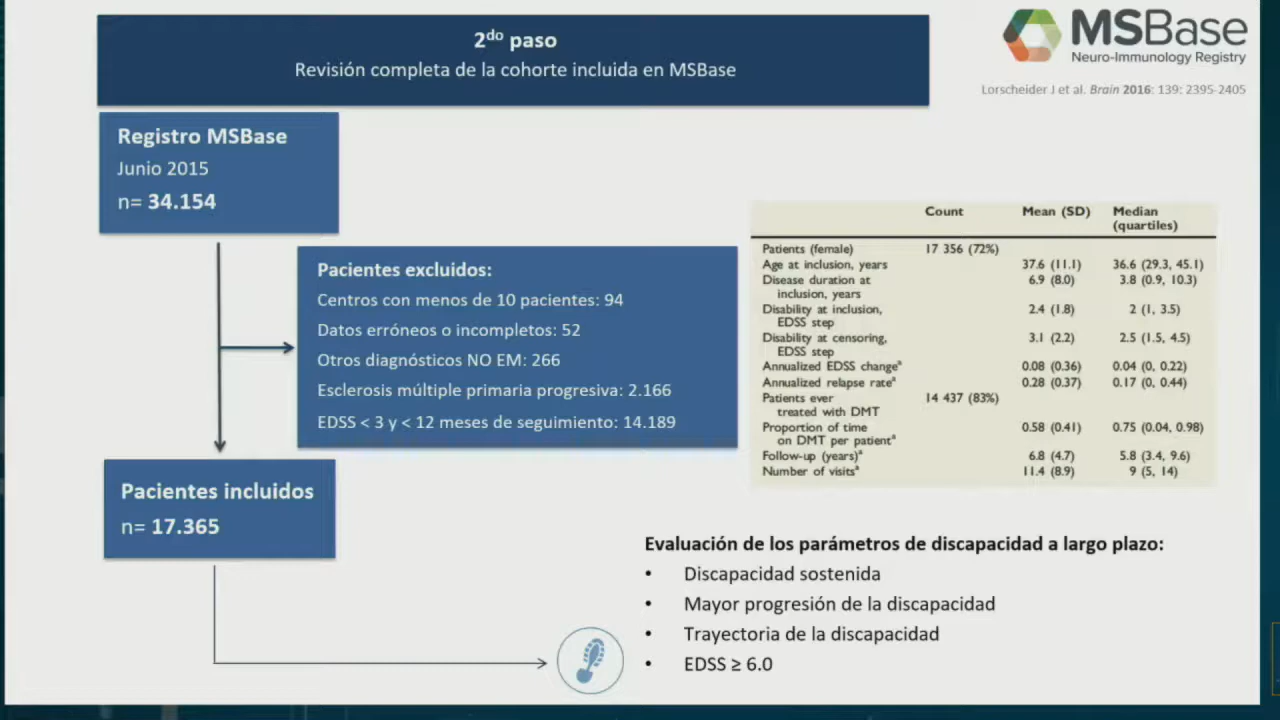 2do paso
Revisión completa de la cohorte incluida en MSBase
MSBase
Neuro-Immunology Registry
Lorscheider J et al. Brain 2016: 139: 2395-2405
Registro MSBase
Junio 2015
n= 34.154
Pacientes excluidos:
Centros con menos de 10 pacientes: 94
Datos erróneos o incompletos: 52
Otros diagnósticos NO EM: 266
Esclerosis múltiple primaria progresiva: 2.166
EDSS < 3 y < 12 meses de seguimiento: 14.189
Pacientes incluidos
n= 17.365
Count Mean (SD) Median
(quartiles)
Patients (female) 17 356 (72%)
Age at inclusion, years 37.6 (11.1) 36.6 (29.3, 45.1)
Disease duration at 6.9 (8.0) 3.8 (0.9, 10.3)
inclusion, years
Disability at inclusion, 2.4 (1.8) 2 (1, 3.5)
EDSS step
Disability at censoring, 3.1 (2.2) 2.5 (1.5, 4.5)
EDSS step
Annualized EDSS changeª 0.08 (0.36) 0.04 (0, 0.22)
Annualized relapse rateª 0.28 (0.37) 0.17 (0, 0.44)
Patients ever 14 437 (83%)
treated with DMT
Proportion of time 0.58 (0.41) 0.75 (0.04, 0.98)
on DMT per patientª
Follow-up (years)ª 6.8 (4.7) 5.8 (3.4, 9.6)
Number of visitsª 11.4 (8.9) 9 (5, 14)
Evaluación de los parámetros de discapacidad a largo plazo:
• Discapacidad sostenida
• Mayor progresión de la discapacidad
• Trayectoria de la discapacidad
• EDSS ≥ 6.0